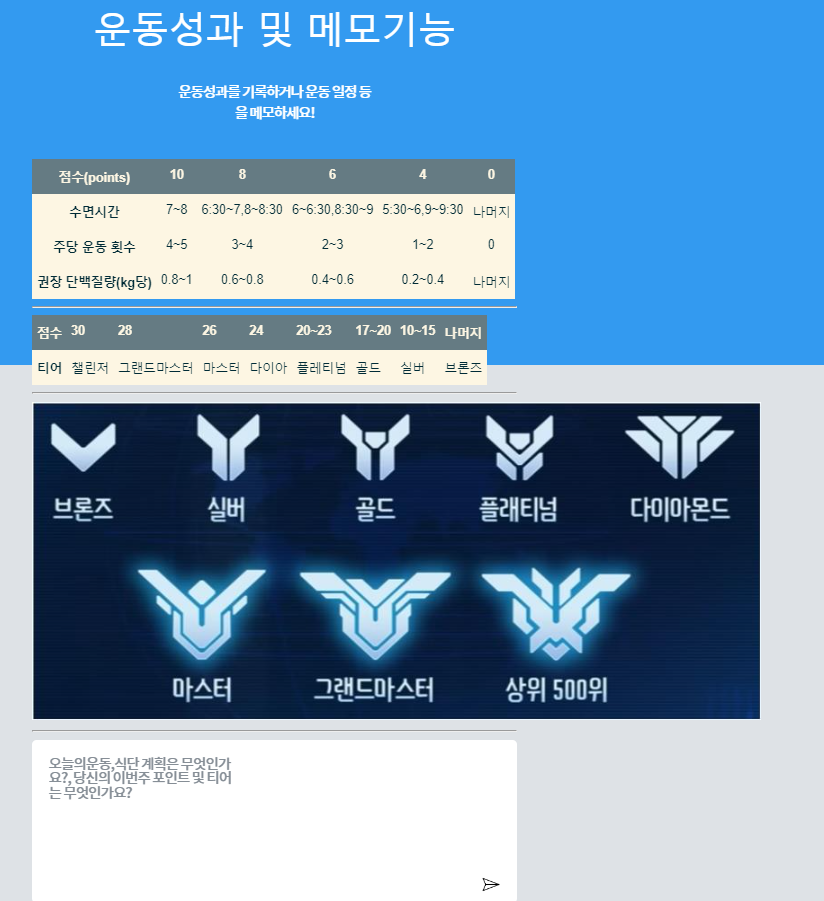 운동성과 및 메모기능
운동성과를 기록하거나 운동 일정 등
을 메모하세요!
점수(points) 10 8 6 4 0
수면시간 7~8 6:30~7,8~8:30 6~6:30,8:30~9 5:30~6,9~9:30 나머지
주당 운동 횟수 4~5 3~4 2~3 1~2 0
권장 단백질량(kg당) 0.8~1 0.6~0.8 0.4~0.6 0.2~0.4 나머지
점수 30 28 26 24 20~23 17~20 10~15 나머지
티어 챌린저 그랜드마스터 마스터 다이아 플레티넘 골드 실버 브론즈
브론즈 실버 골드 플래티넘 다이아몬드
마스터 그랜드마스터 상위 500위
오늘의운동,식단 계획은 무엇인가
요?, 당신의 이번주 포인트 및 티어
는 무엇인가요?